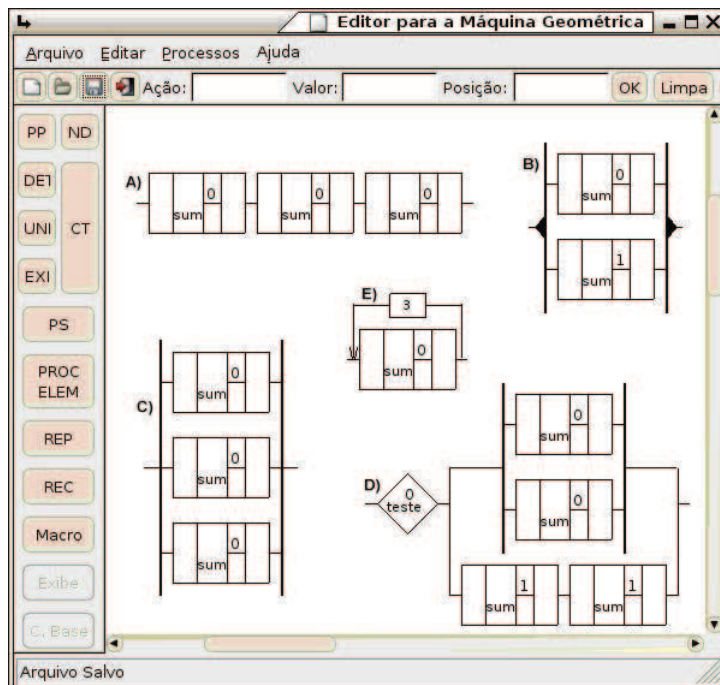 Editor para a Máquina Geométrica
Arquivo Editar Processos Ajuda
Ação: Valor: Posição: OK Limpa
PP ND
DET
UNI CT
EXI
PS
PROC
ELEM
REP
REC
Macro
Exibe
C. Base
A)
0 0 0
sum sum sum
B)
0
sum
1
sum
E)
3
0
sum
C)
0
sum
0
sum
0
sum
D)
0
teste
0
sum
0
sum
1 1
sum sum
Arquivo Salvo